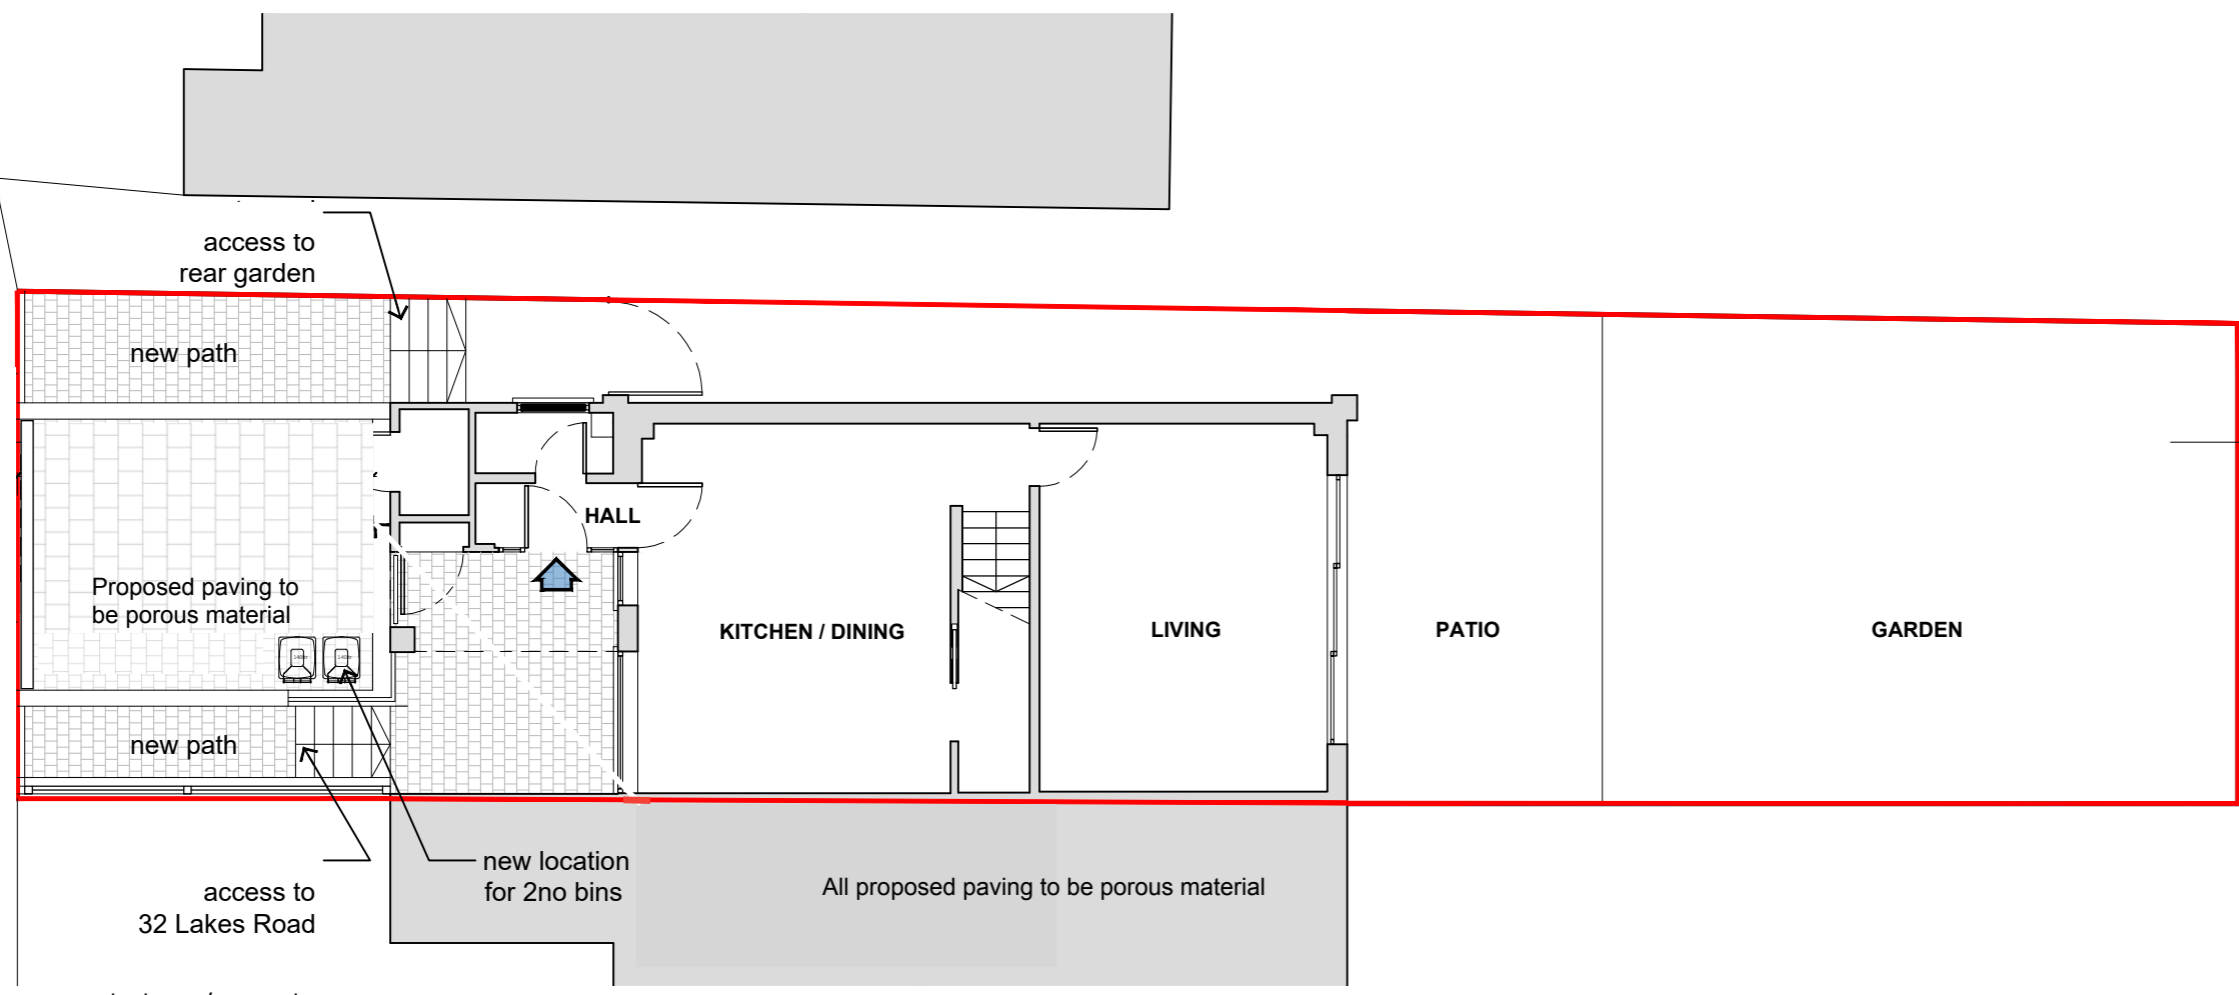 access to
rear garden
new path
HALL
Proposed paving to
be porous material
KITCHEN / DINING
LIVING
PATIO
GARDEN
new path
new location
for 2no bins
All proposed paving to be porous material
access to
32 Lakes Road